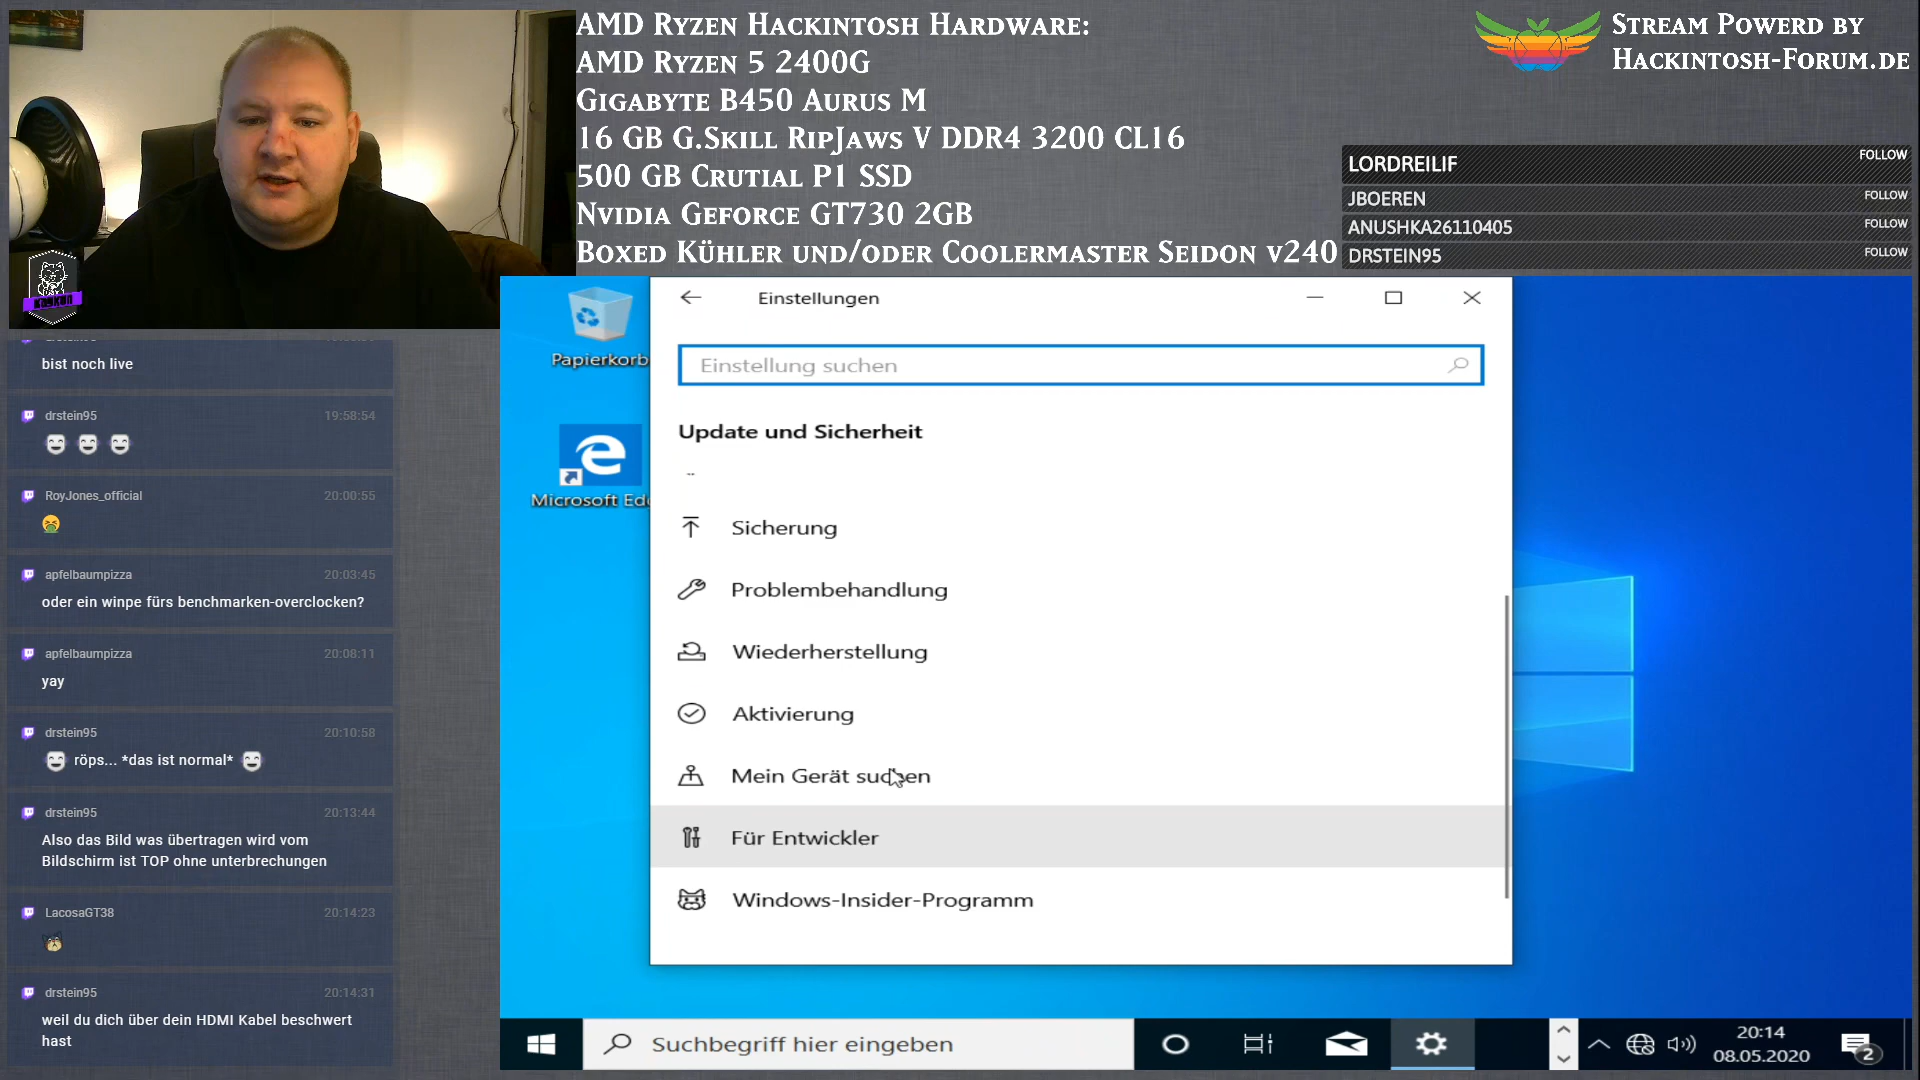 AMD Ryzen Hackintosh Hardware:
AMD Ryzen 5 2400G
Gigabyte B450 Aurus M
16 GB G.Skill RipJaws V DDR4 3200 CL16
500 GB Crutial P1 SSD
Nvidia Geforce GT730 2GB
Boxed Kühler und/oder Coolermaster Seidon v240
Stream Powerd by
Hackintosh-Forum.de
LORDREILIF FOLLOW
JBOEREN FOLLOW
ANUSHKA26110405 FOLLOW
DRSTEIN95 FOLLOW
bist noch live
drstein95 19:58:54
RoyJones_official 20:00:55
apfelbaumpizza 20:03:45
oder ein winpe fürs benchmarken-overclocken?
apfelbaumpizza 20:08:11
yay
drstein95 20:10:58
röps... *das ist normal*
drstein95 20:13:44
Also das Bild was übertragen wird vom
Bildschirm ist TOP ohne unterbrechungen
LacosaGT38 20:14:23
drstein95 20:14:31
weil du dich über dein HDMI Kabel beschwert
hast
Papierkorb
Microsoft Ed
Einstellungen
Einstellung suchen
Update und Sicherheit
Sicherung
Problembehandlung
Wiederherstellung
Aktivierung
Mein Gerät suchen
Für Entwickler
Windows-Insider-Programm
Suchbegriff hier eingeben
20:14
08.05.2020
2